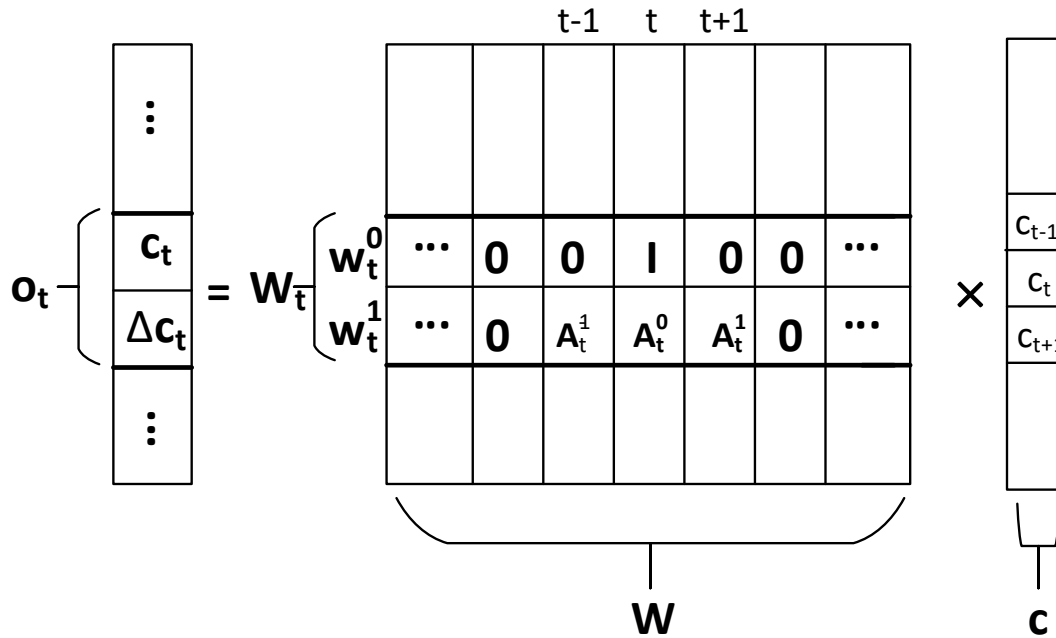 t-1 t t+1
⋮
c_t
Δc_t
⋮
o_t = W_t
w_t^0 ... 0 0 I 0 0 ...
w_t^1 ... 0 A_t^-1 A_t^0 A_t^1 0 ...
×
c_t-1
c_t
c_t+1
W
c